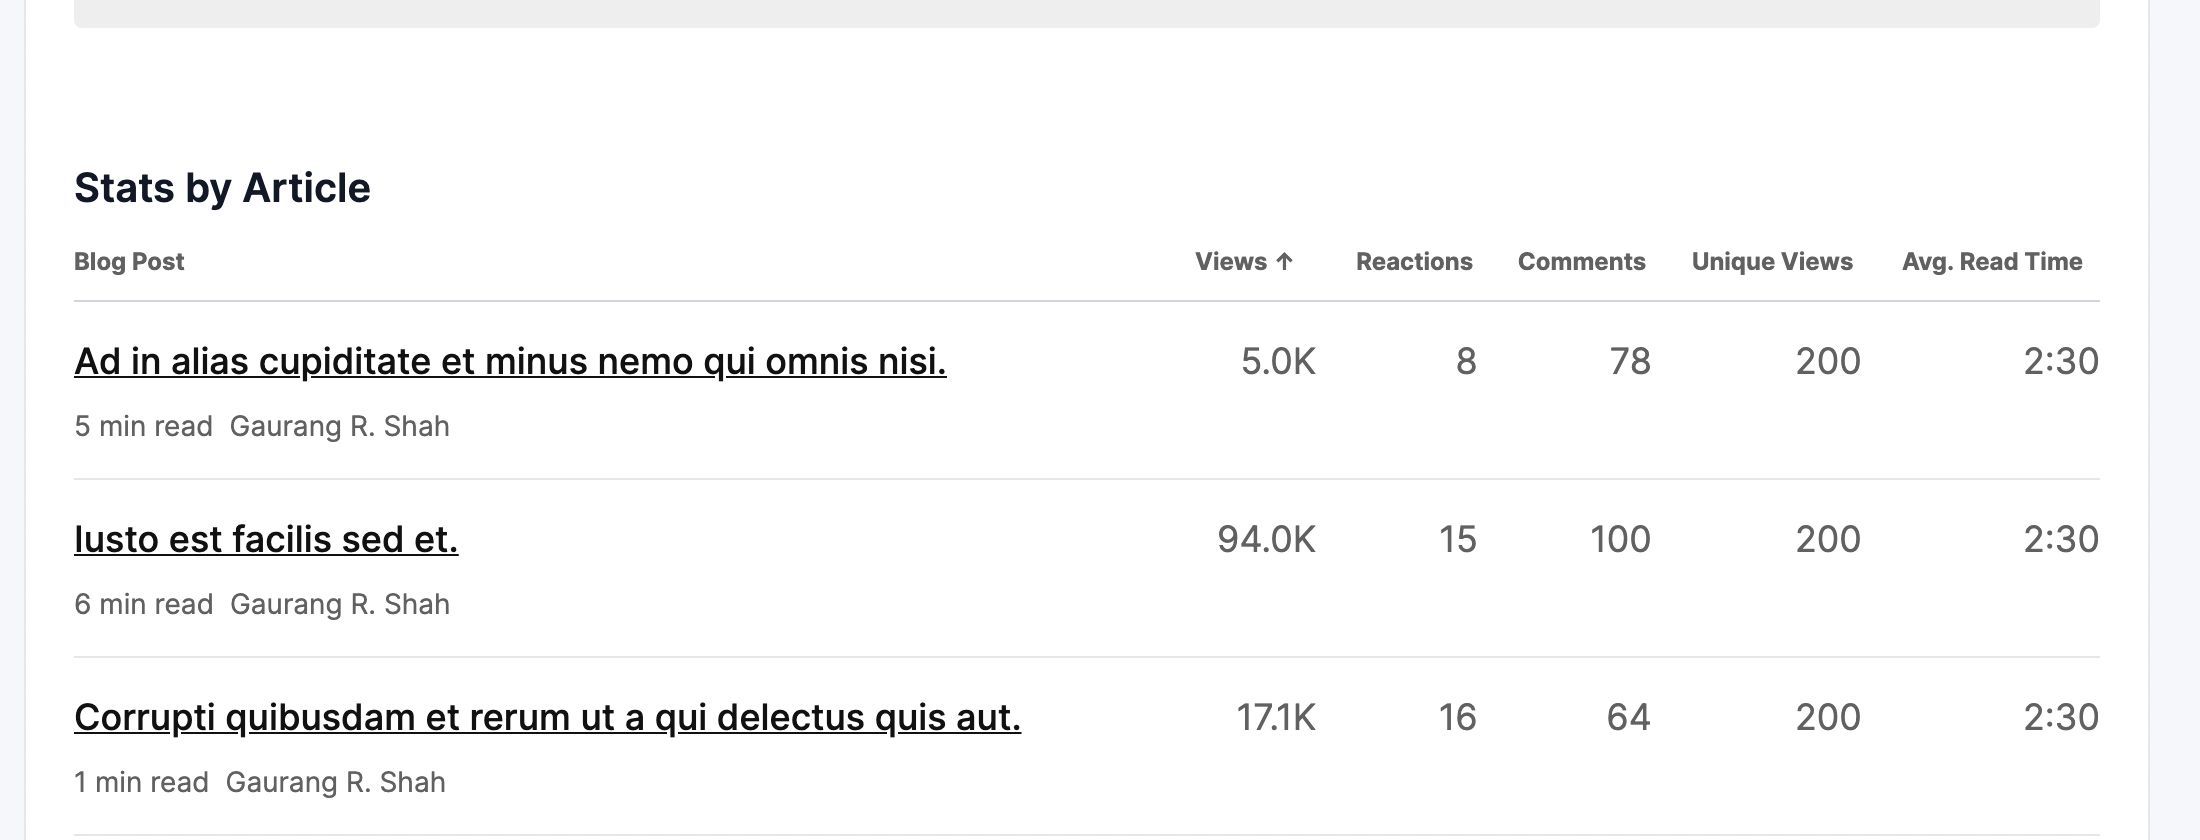 Stats by Article
Blog Post Views ↑ Reactions Comments Unique Views Avg. Read Time
Ad in alias cupiditate et minus nemo qui omnis nisi. 5.0K 8 78 200 2:30
5 min read Gaurang R. Shah
Iusto est facilis sed et. 94.0K 15 100 200 2:30
6 min read Gaurang R. Shah
Corrupti quibusdam et rerum ut a qui delectus quis aut. 17.1K 16 64 200 2:30
1 min read Gaurang R. Shah